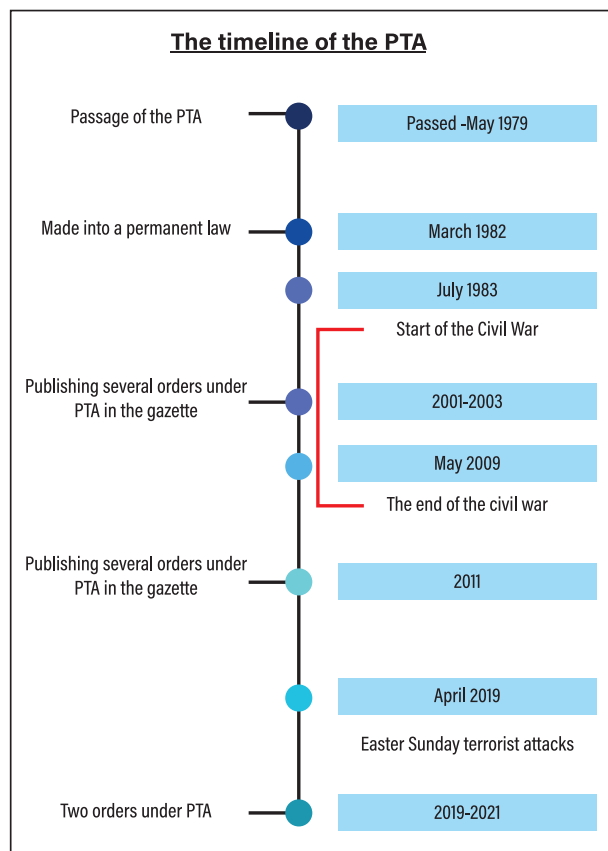 The timeline of the PTA
Passage of the PTA
Passed -May 1979
Made into a permanent law
March 1982
July 1983
Start of the Civil War
Publishing several orders under
PTA in the gazette
2001-2003
May 2009
The end of the civil war
Publishing several orders under
PTA in the gazette
2011
April 2019
Easter Sunday terrorist attacks
Two orders under PTA
2019-2021